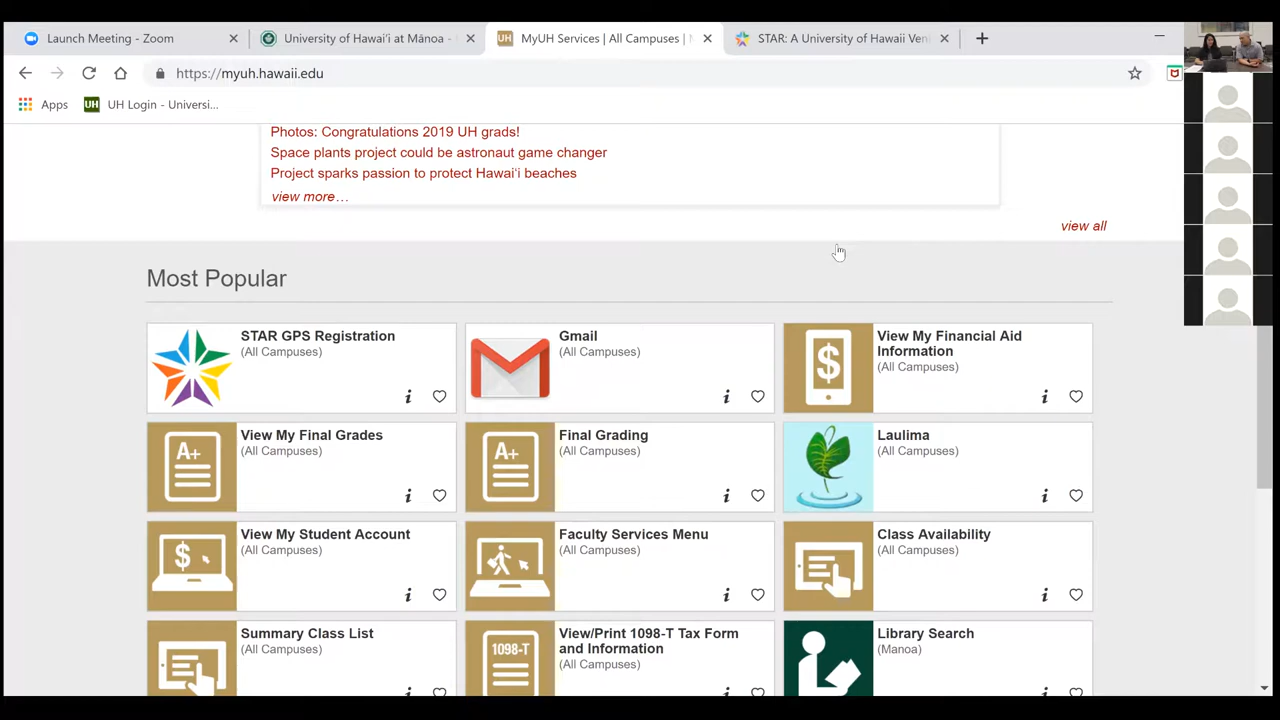 Launch Meeting - Zoom
University of Hawaiʻi at Mānoa -
MyUH Services | All Campuses |
STAR: A University of Hawaii Ven
https://myuh.hawaii.edu
Apps
UH Login - Universi...
Photos: Congratulations 2019 UH grads!
Space plants project could be astronaut game changer
Project sparks passion to protect Hawaiʻi beaches
view more…
view all
Most Popular
STAR GPS Registration
(All Campuses)
Gmail
(All Campuses)
View My Financial Aid
Information
(All Campuses)
View My Final Grades
(All Campuses)
Final Grading
(All Campuses)
Laulima
(All Campuses)
View My Student Account
(All Campuses)
Faculty Services Menu
(All Campuses)
Class Availability
(All Campuses)
Summary Class List
(All Campuses)
1098-T
View/Print 1098-T Tax Form
and Information
(All Campuses)
Library Search
(Manoa)